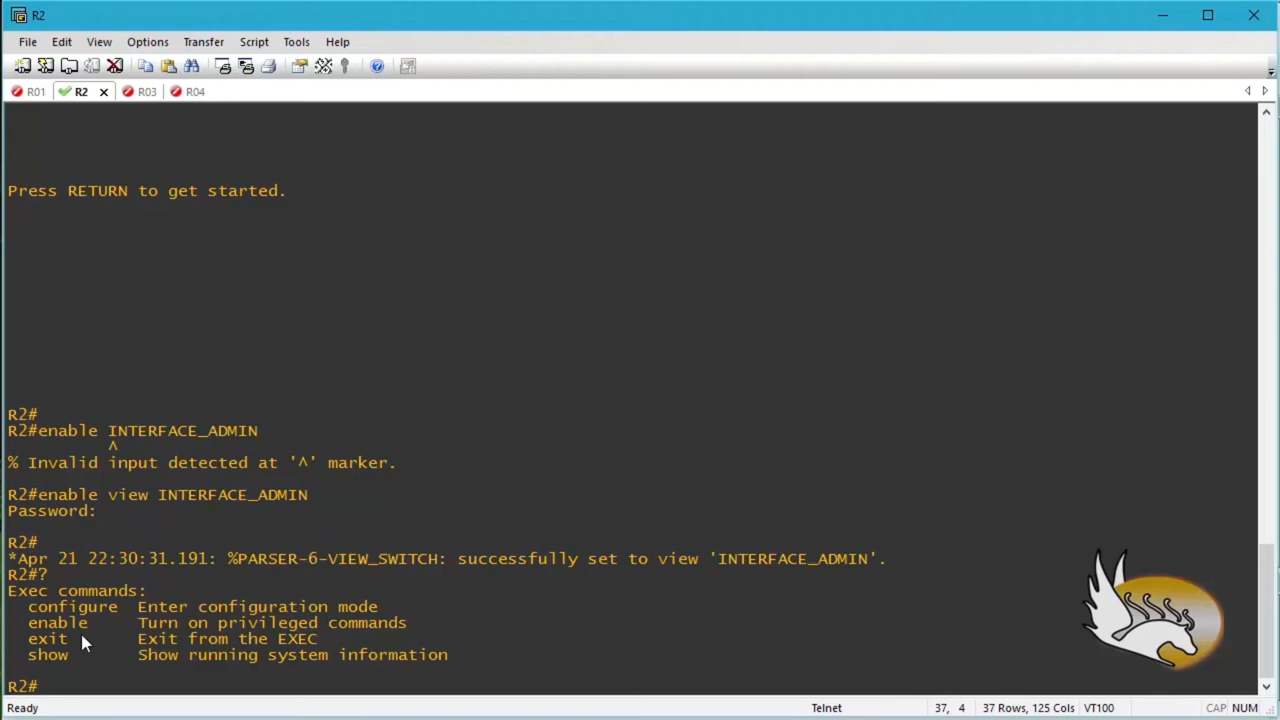 R2
File Edit View Options Transfer Script Tools Help
R01 R2 R03 R04
Press RETURN to get started.
R2#
R2#enable INTERFACE_ADMIN
^
% Invalid input detected at '^' marker.
R2#enable view INTERFACE_ADMIN
Password:
R2#
*Apr 21 22:30:31.191: %PARSER-6-VIEW_SWITCH: successfully set to view 'INTERFACE_ADMIN'.
R2#?
Exec commands:
configure Enter configuration mode
enable Turn on privileged commands
exit Exit from the EXEC
show Show running system information
R2#
Ready Telnet 37, 4 37 Rows, 125 Cols VT100 CAP NUM